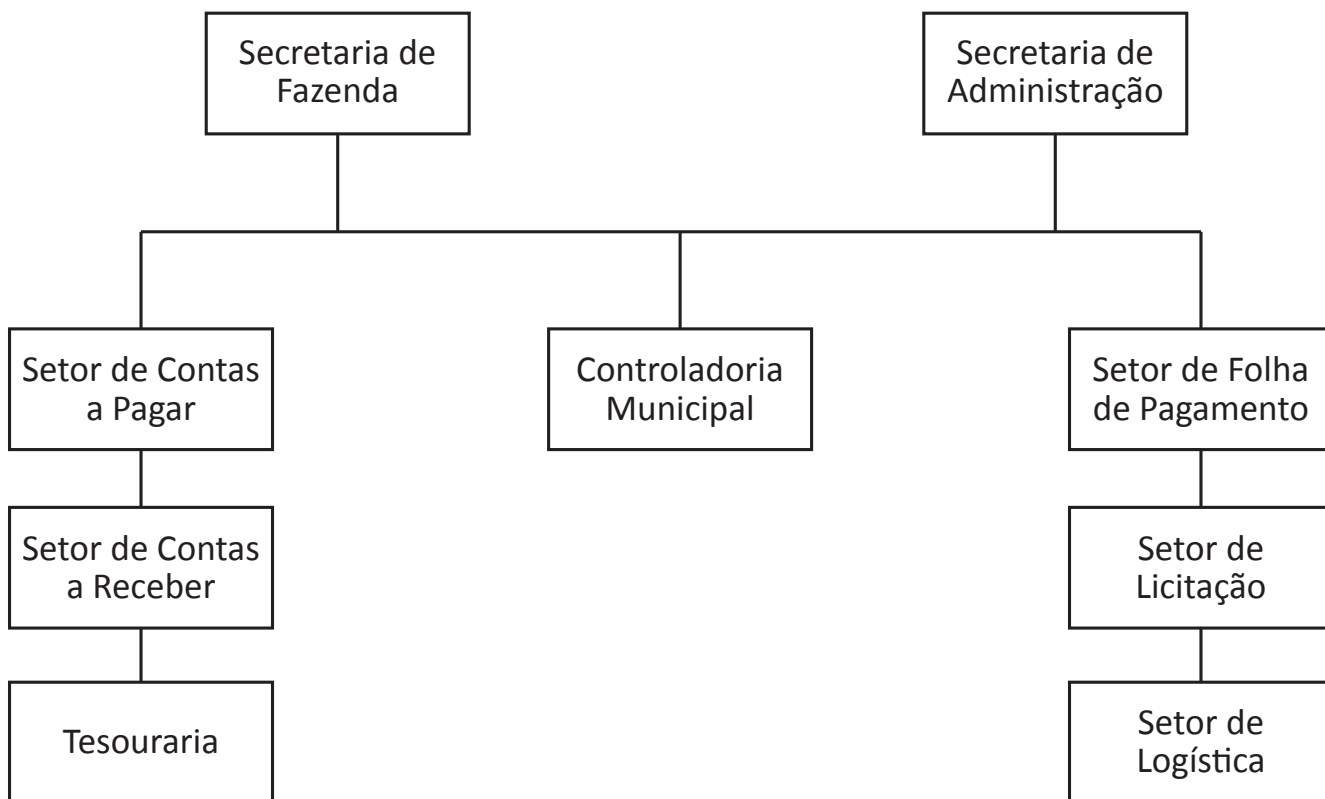 Secretaria de
Fazenda
Secretaria de
Administração
Setor de Contas
a Pagar
Controladoria
Municipal
Setor de Folha
de Pagamento
Setor de Contas
a Receber
Setor de
Licitação
Tesouraria
Setor de
Logística